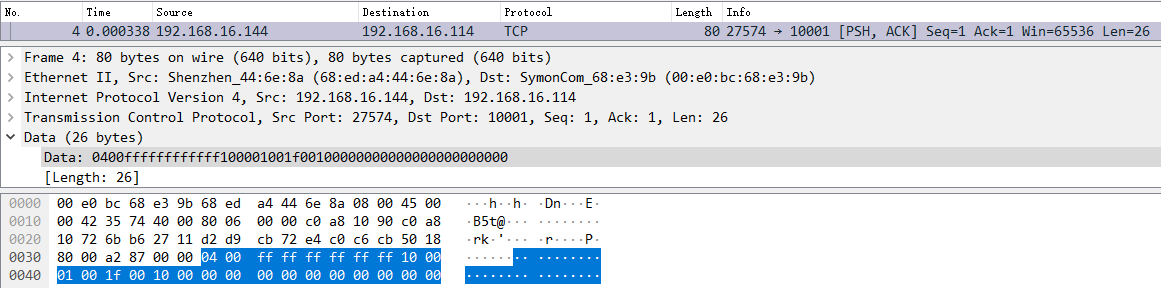 No. Time Source Destination Protocol Length Info
4 0.000338 192.168.16.144 192.168.16.114 TCP 80 27574 → 10001 [PSH, ACK] Seq=1 Ack=1 Win=65536 Len=26
Frame 4: 80 bytes on wire (640 bits), 80 bytes captured (640 bits)
Ethernet II, Src: Shenzhen_44:6e:8a (68:ed:a4:44:6e:8a), Dst: SymonCom_68:e3:9b (00:e0:bc:68:e3:9b)
Internet Protocol Version 4, Src: 192.168.16.144, Dst: 192.168.16.114
Transmission Control Protocol, Src Port: 27574, Dst Port: 10001, Seq: 1, Ack: 1, Len: 26
Data (26 bytes)
Data: 0400ffffffffffff100001001f00100000000000000000000000
[Length: 26]
0000 00 e0 bc 68 e3 9b 68 ed a4 44 6e 8a 08 00 45 00 ···h··h· ·Dn···E·
0010 00 42 35 74 40 00 80 06 00 00 c0 a8 10 90 c0 a8 ·B5t@··· ········
0020 10 72 6b b6 27 11 d2 d9 cb 72 e4 c0 c6 cb 50 18 ·rk·'··· ·r····P·
0030 80 00 a2 87 00 00 04 00 ff ff ff ff ff ff 10 00 ········ ········
0040 01 00 1f 00 10 00 00 00 00 00 00 00 00 00 00 00 ········ ········